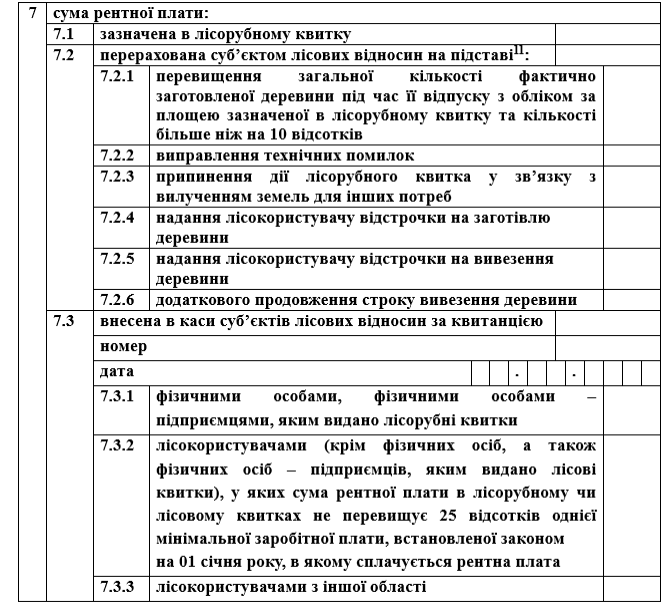 7 сума рентної плати:
7.1 зазначена в лісорубному квитку
7.2 перерахована суб’єктом лісових відносин на підставі11:
7.2.1 перевищення загальної кількості фактично
заготовленої деревини під час її відпуску з обліком за
площею зазначеної в лісорубному квитку та кількості
більше ніж на 10 відсотків
7.2.2 виправлення технічних помилок
7.2.3 припинення дії лісорубного квитка у зв’язку з
вилученням земель для інших потреб
7.2.4 надання лісокористувачу відстрочки на заготівлю
деревини
7.2.5 надання лісокористувачу відстрочки на вивезення
деревини
7.2.6 додаткового продовження строку вивезення деревини
7.3 внесена в каси суб’єктів лісових відносин за квитанцією
номер
дата . .
7.3.1 фізичними особами, фізичними особами –
підприємцями, яким видано лісорубні квитки
7.3.2 лісокористувачами (крім фізичних осіб, а також
фізичних осіб – підприємців, яким видано лісові
квитки), у яких сума рентної плати в лісорубному чи
лісовому квитках не перевищує 25 відсотків однієї
мінімальної заробітної плати, встановленої законом
на 01 січня року, в якому сплачується рентна плата
7.3.3 лісокористувачами з іншої області